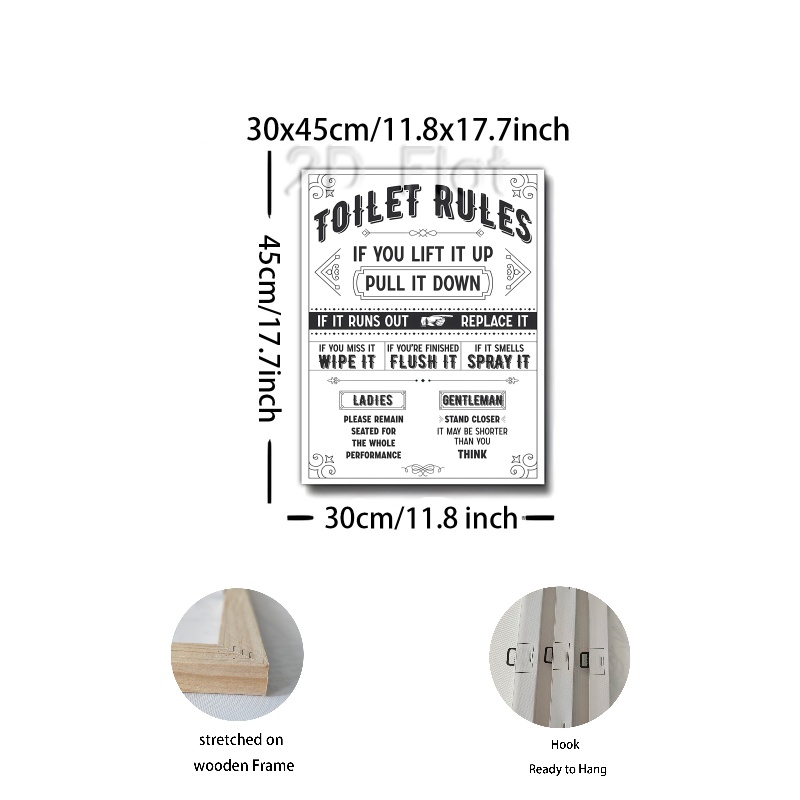 30x45cm/11.8x17.7inch
2D Flat
TOILET RULES
IF YOU LIFT IT UP
PULL IT DOWN
IF IT RUNS OUT REPLACE IT
IF YOU MISS IT
WIPE IT
IF YOU'RE FINISHED
FLUSH IT
IF IT SMELLS
SPRAY IT
LADIES
PLEASE REMAIN
SEATED FOR
THE WHOLE
PERFORMANCE
GENTLEMAN
STAND CLOSER
IT MAY BE SHORTER
THAN YOU
THINK
45cm/17.7inch
30cm/11.8 inch
stretched on
wooden Frame
Hook
Ready to Hang